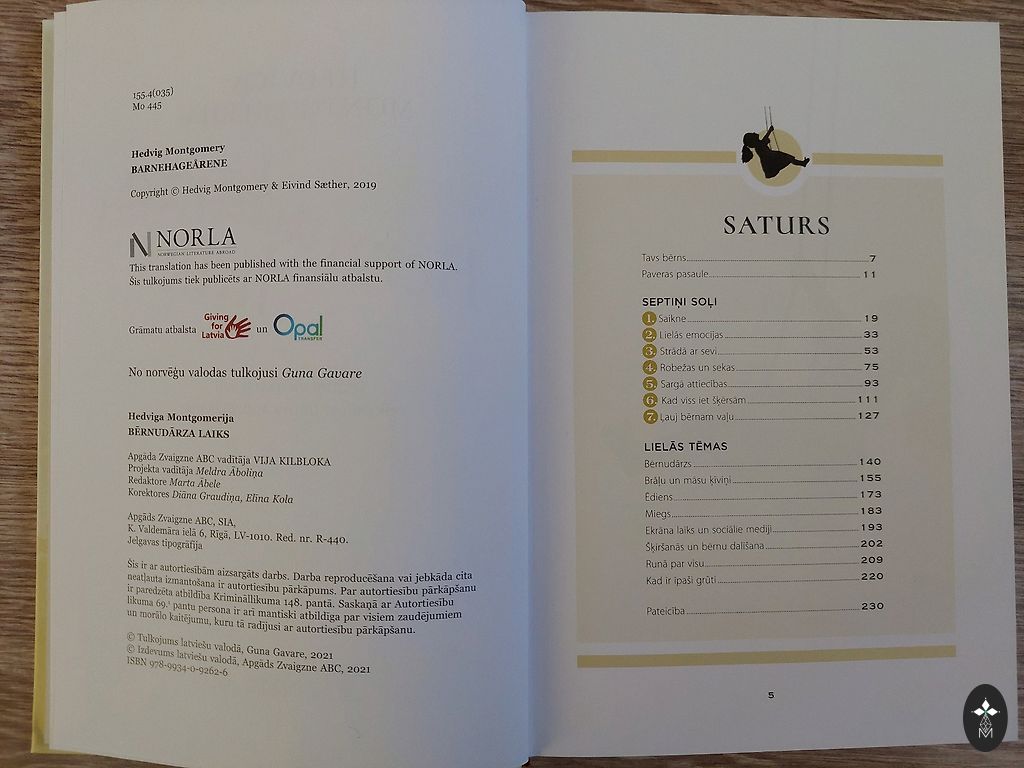 155.4(035)
Mo 445
Hedvig Montgomery
BARNEHAGEÅRENE
Copyright © Hedvig Montgomery & Eivind Sæther, 2019
N NORLA
NORWEGIAN LITERATURE ABROAD
This translation has been published with the financial support of NORLA.
Šis tulkojums tiek publicēts ar NORLA finansiālu atbalstu.
Grāmatu atbalsta Giving for Latvia un Opal TRANSFER
No norvēģu valodas tulkojusi Guna Gavare
Hedviga Montgomerija
BĒRNUDĀRZA LAIKS
Apgāda Zvaigzne ABC vadītāja VIJA KILBLOKA
Projekta vadītāja Meldra Āboliņa
Redaktore Marta Ābele
Korektores Diāna Graudiņa, Elīna Kola
Apgāds Zvaigzne ABC, SIA,
K. Valdemāra ielā 6, Rīgā, LV-1010. Red. nr. R-440.
Jelgavas tipogrāfija
Šis ir ar autortiesībām aizsargāts darbs. Darba reproducēšana vai jebkāda cita
neatļauta izmantošana ir autortiesību pārkāpums. Par autortiesību pārkāpšanu
ir paredzēta atbildība Krimināllikuma 148. pantā. Saskaņā ar Autortiesību
likuma 69.¹ pantu persona ir arī mantiski atbildīga par visiem zaudējumiem
un morālo kaitējumu, kuru tā radījusi ar autortiesību pārkāpšanu.
© Tulkojums latviešu valodā, Guna Gavare, 2021
© Izdevums latviešu valodā, Apgāds Zvaigzne ABC, 2021
ISBN 978-9934-0-9262-6
SATURS
Tavs bērns 7
Paveras pasaule 11
SEPTIŅI SOĻI
1. Saikne 19
2. Lielās emocijas 33
3. Strādā ar sevi 53
4. Robežas un sekas 75
5. Sargā attiecības 93
6. Kad viss iet šķērsām 111
7. Ļauj bērnam vaļu 127
LIELĀS TĒMAS
Bērnudārzs 140
Brāļu un māsu ķīviņi 155
Ēdiens 173
Miegs 183
Ekrāna laiks un sociālie mediji 193
Šķiršanās un bērnu dalīšana 202
Runā par visu 209
Kad ir īpaši grūti 220
Pateicība 230
5
M